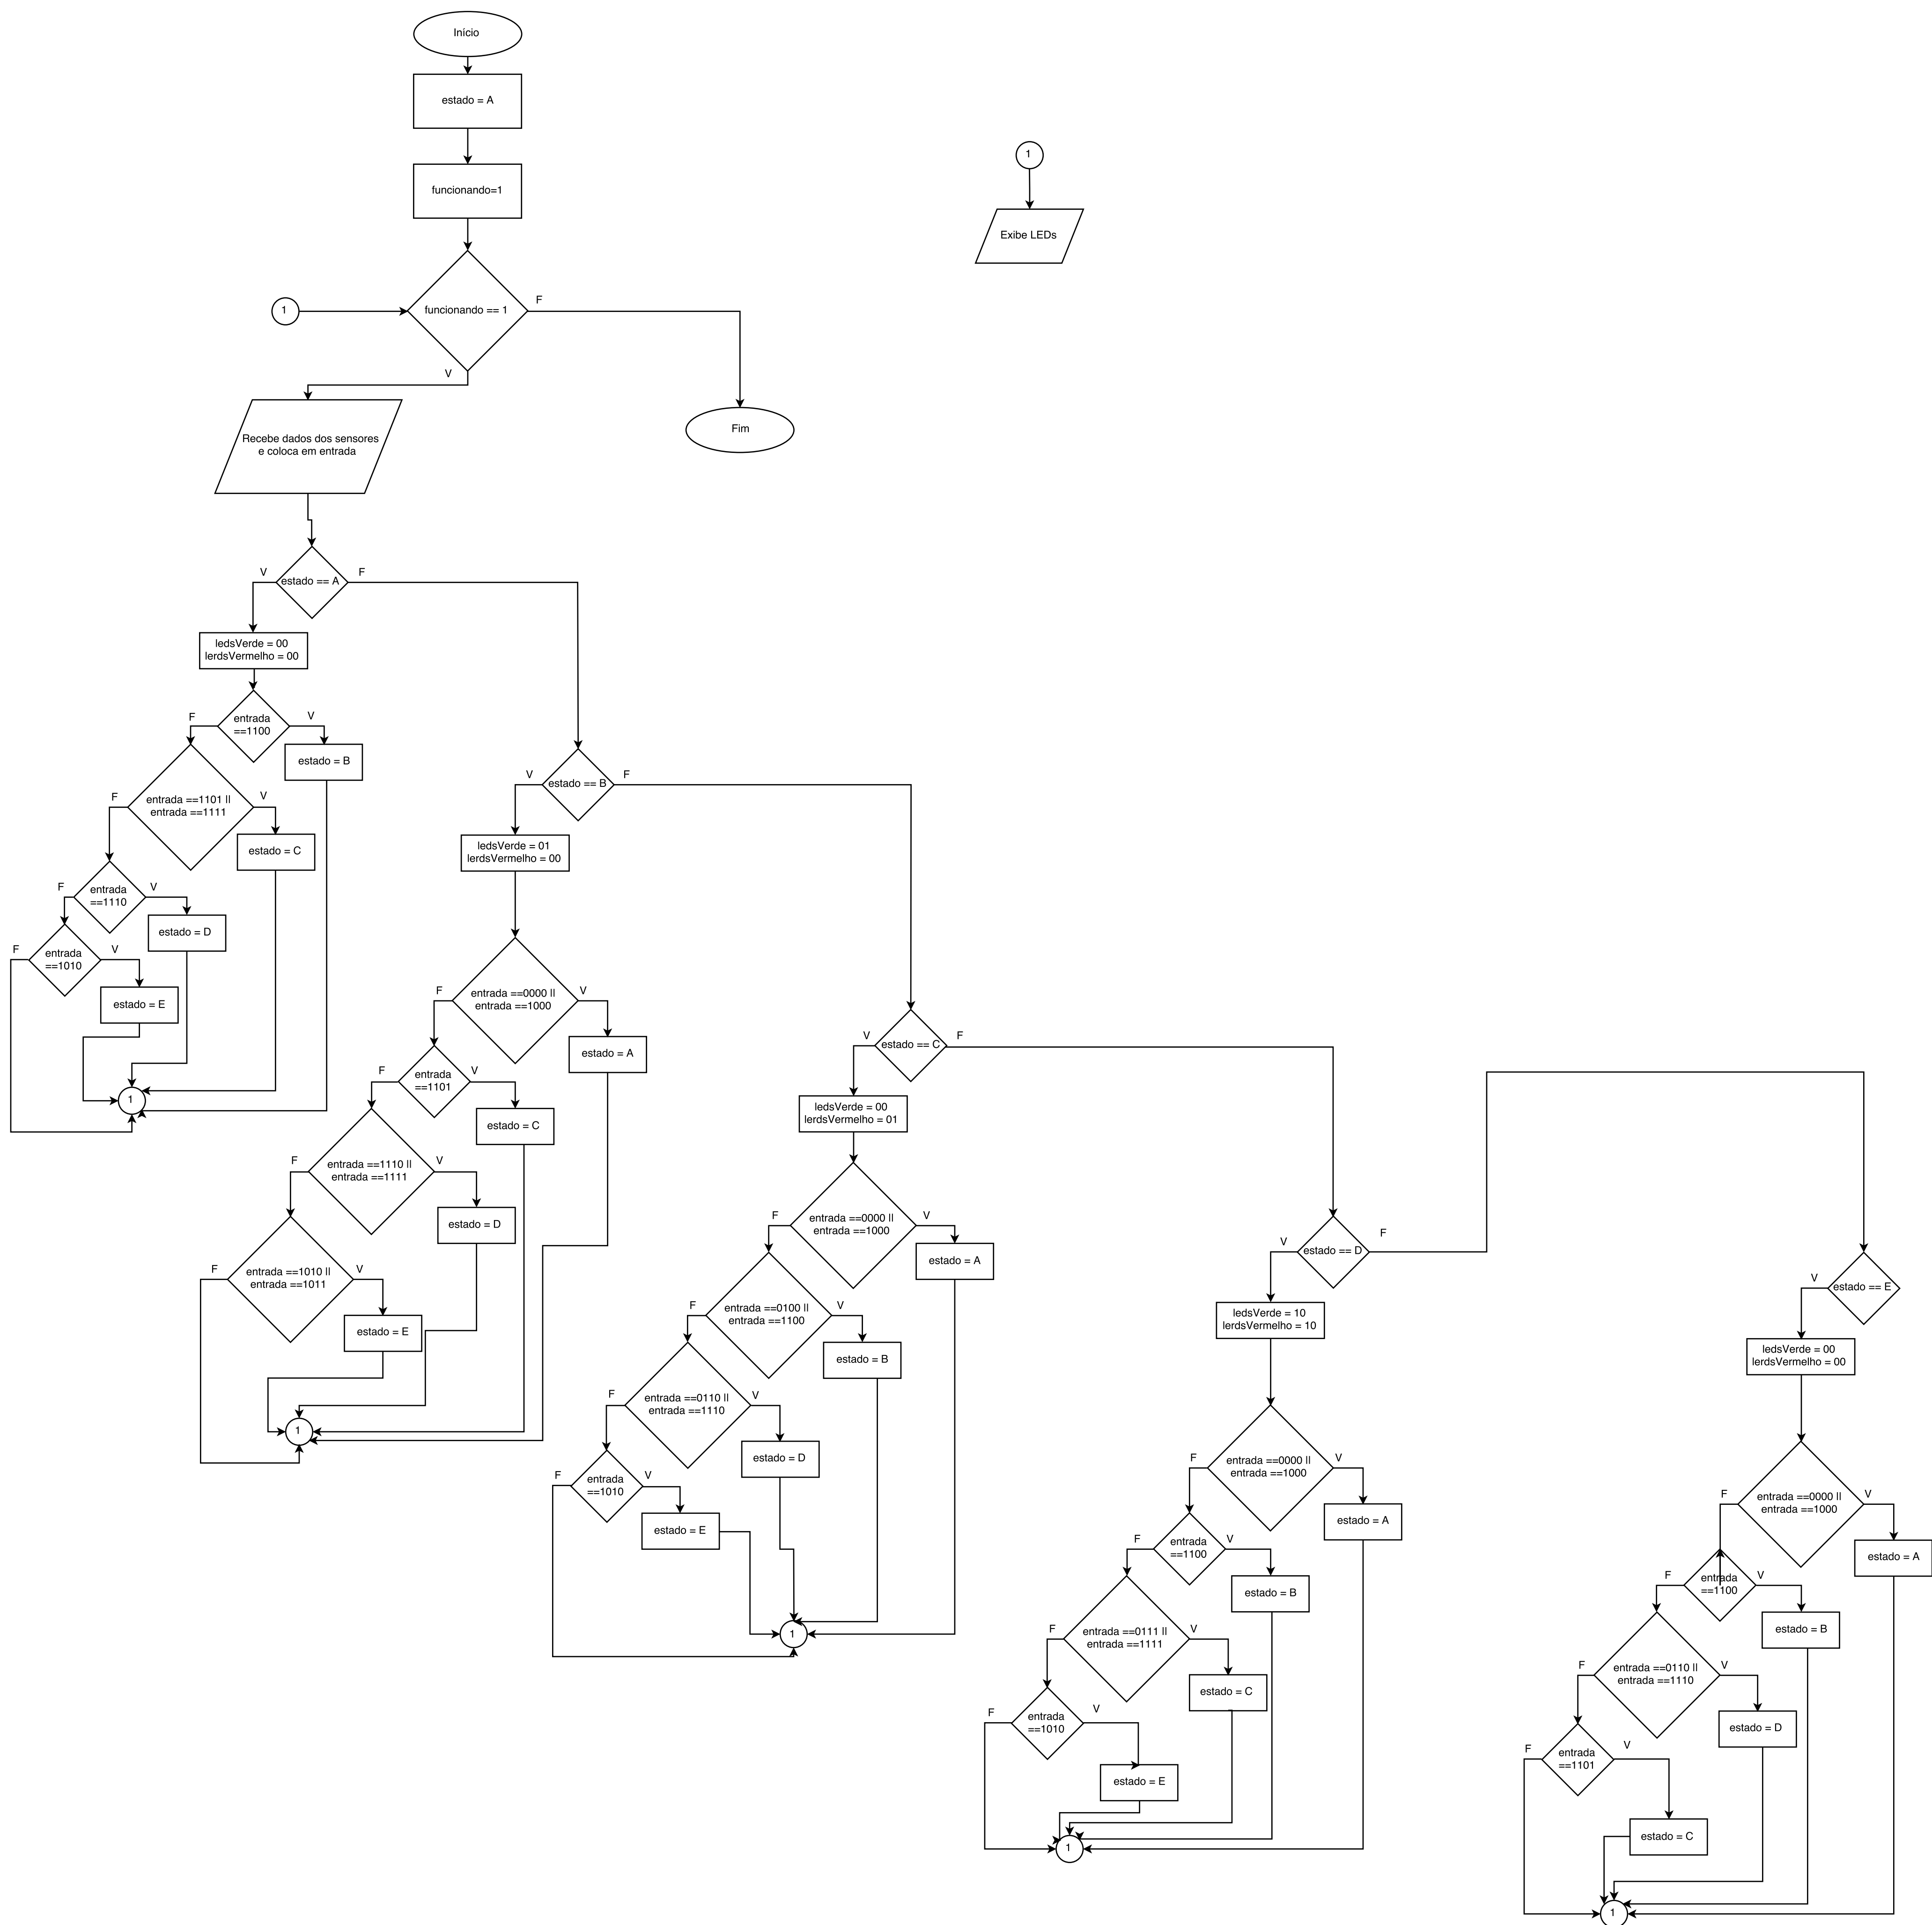 Início
estado = A
funcionando=1
1
Exibe LEDs
1
funcionando == 1
F
V
Fim
Recebe dados dos sensores
e coloca em entrada
V
estado == A
F
ledsVerde = 00
lerdsVermelho = 00
F
entrada
==1100
V
estado = B
F
entrada ==1101 ||
entrada ==1111
V
estado = C
F
entrada
==1110
V
estado = D
F
entrada
==1010
V
estado = E
1
V
estado == B
F
ledsVerde = 01
lerdsVermelho = 00
F
entrada ==0000 ||
entrada ==1000
V
estado = A
F
entrada
==1101
V
estado = C
F
entrada ==1110 ||
entrada ==1111
V
estado = D
F
entrada ==1010 ||
entrada ==1011
V
estado = E
1
V
estado == C
F
ledsVerde = 00
lerdsVermelho = 01
F
entrada ==0000 ||
entrada ==1000
V
estado = A
F
entrada ==0100 ||
entrada ==1100
V
estado = B
F
entrada ==0110 ||
entrada ==1110
V
estado = D
F
entrada
==1010
V
estado = E
1
V
estado == D
F
ledsVerde = 10
lerdsVermelho = 10
F
entrada ==0000 ||
entrada ==1000
V
estado = A
F
entrada
==1100
V
estado = B
F
entrada ==0111 ||
entrada ==1111
V
estado = C
F
entrada
==1010
V
estado = E
1
V
estado == E
ledsVerde = 00
lerdsVermelho = 00
F
entrada ==0000 ||
entrada ==1000
V
estado = A
F
entrada
==1100
V
estado = B
F
entrada ==0110 ||
entrada ==1110
V
estado = D
F
entrada
==1101
V
estado = C
1